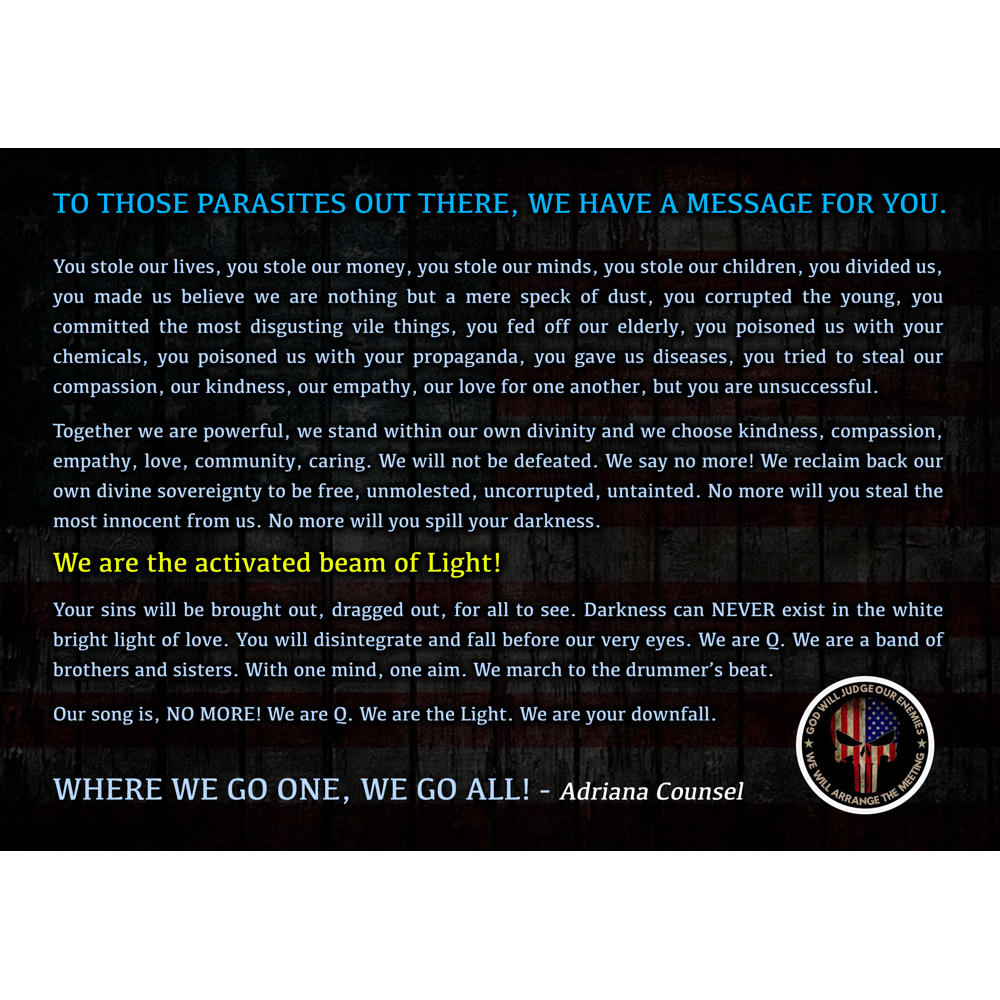 TO THOSE PARASITES OUT THERE, WE HAVE A MESSAGE FOR YOU.
You stole our lives, you stole our money, you stole our minds, you stole our children, you divided us,
you made us believe we are nothing but a mere speck of dust, you corrupted the young, you
committed the most disgusting vile things, you fed off our elderly, you poisoned us with your
chemicals, you poisoned us with your propaganda, you gave us diseases, you tried to steal our
compassion, our kindness, our empathy, our love for one another, but you are unsuccessful.
Together we are powerful, we stand within our own divinity and we choose kindness, compassion,
empathy, love, community, caring. We will not be defeated. We say no more! We reclaim back our
own divine sovereignty to be free, unmolested, uncorrupted, untainted. No more will you steal the
most innocent from us. No more will you spill your darkness.
We are the activated beam of Light!
Your sins will be brought out, dragged out, for all to see. Darkness can NEVER exist in the white
bright light of love. You will disintegrate and fall before our very eyes. We are Q. We are a band of
brothers and sisters. With one mind, one aim. We march to the drummer’s beat.
Our song is, NO MORE! We are Q. We are the Light. We are your downfall.
WHERE WE GO ONE, WE GO ALL! - Adriana Counsel
GOD WILL JUDGE OUR ENEMIES
WE WILL ARRANGE THE MEETING